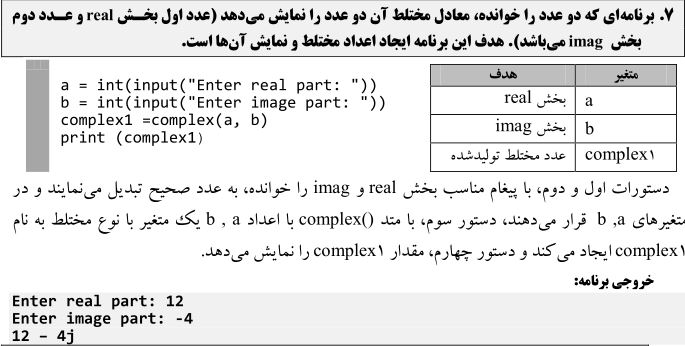 ۷. برنامه‌ای که دو عدد را خوانده، معادل مختلط آن دو عدد را نمایش می‌دهد (عدد اول بخش real و عدد دوم
بخش imag می‌باشد). هدف این برنامه ایجاد اعداد مختلط و نمایش آن‌ها است.
متغیر هدف
a بخش real
b بخش imag
complex۱ عدد مختلط تولیدشده
a = int(input("Enter real part: "))
b = int(input("Enter image part: "))
complex1 =complex(a, b)
print (complex1)
دستورات اول و دوم، با پیغام مناسب بخش real و imag را خوانده، به عدد صحیح تبدیل می‌نمایند و در
متغیرهای a, b قرار می‌دهند، دستور سوم، با متد complex() با اعداد a , b یک متغیر با نوع مختلط به نام
complex۱ ایجاد می‌کند و دستور چهارم، مقدار complex۱ را نمایش می‌دهد.
خروجی برنامه:
Enter real part: 12
Enter image part: -4
12 – 4j